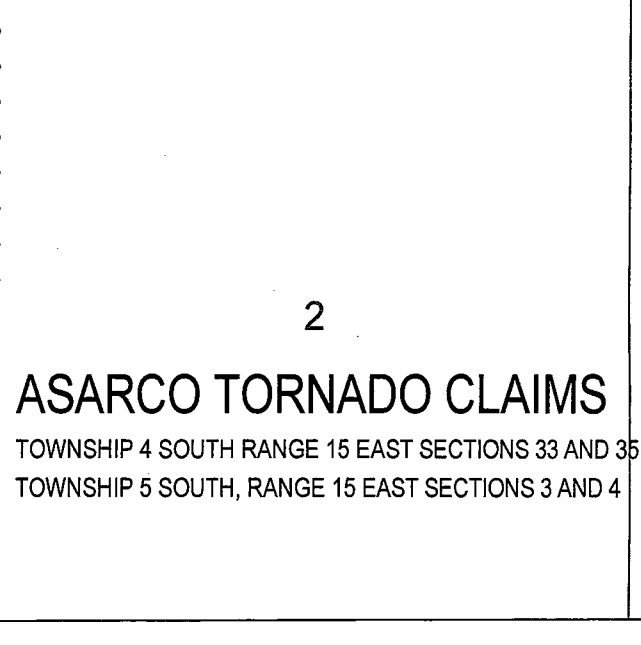 2
ASARCO TORNADO CLAIMS
TOWNSHIP 4 SOUTH RANGE 15 EAST SECTIONS 33 AND 35
TOWNSHIP 5 SOUTH, RANGE 15 EAST SECTIONS 3 AND 4